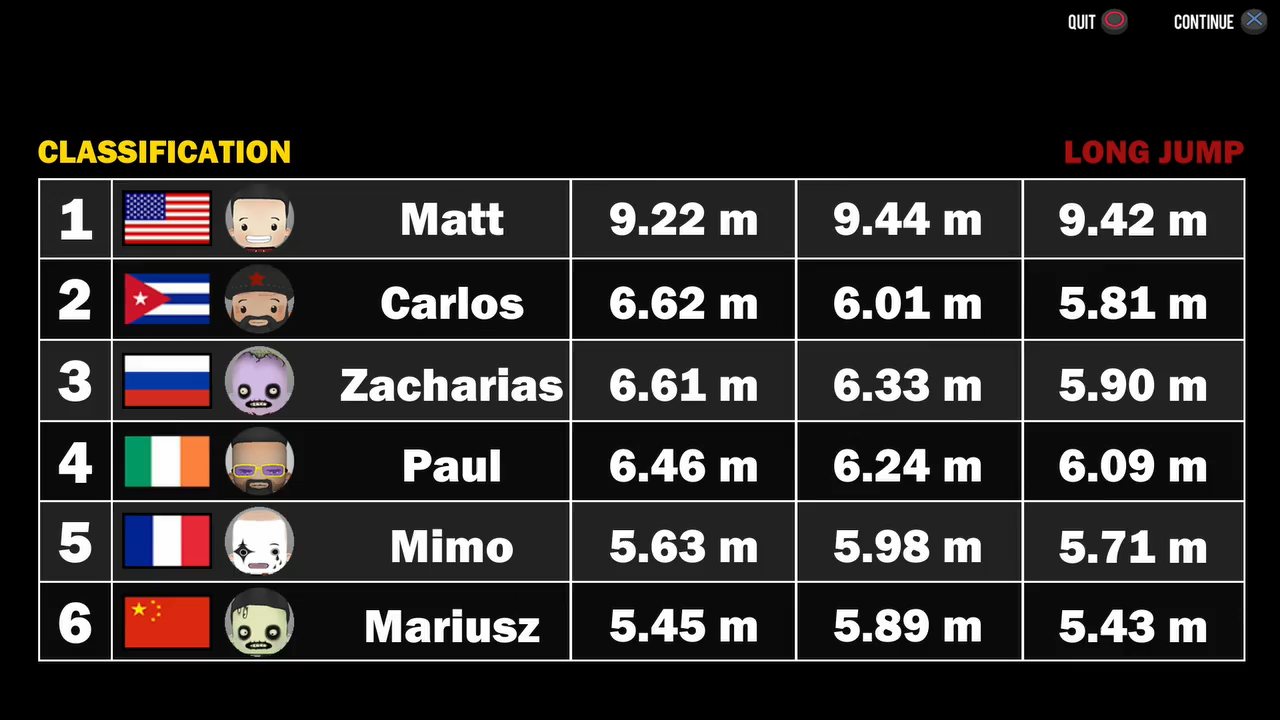 QUIT CONTINUE
CLASSIFICATION LONG JUMP
1 Matt 9.22 m 9.44 m 9.42 m
2 Carlos 6.62 m 6.01 m 5.81 m
3 Zacharias 6.61 m 6.33 m 5.90 m
4 Paul 6.46 m 6.24 m 6.09 m
5 Mimo 5.63 m 5.98 m 5.71 m
6 Mariusz 5.45 m 5.89 m 5.43 m